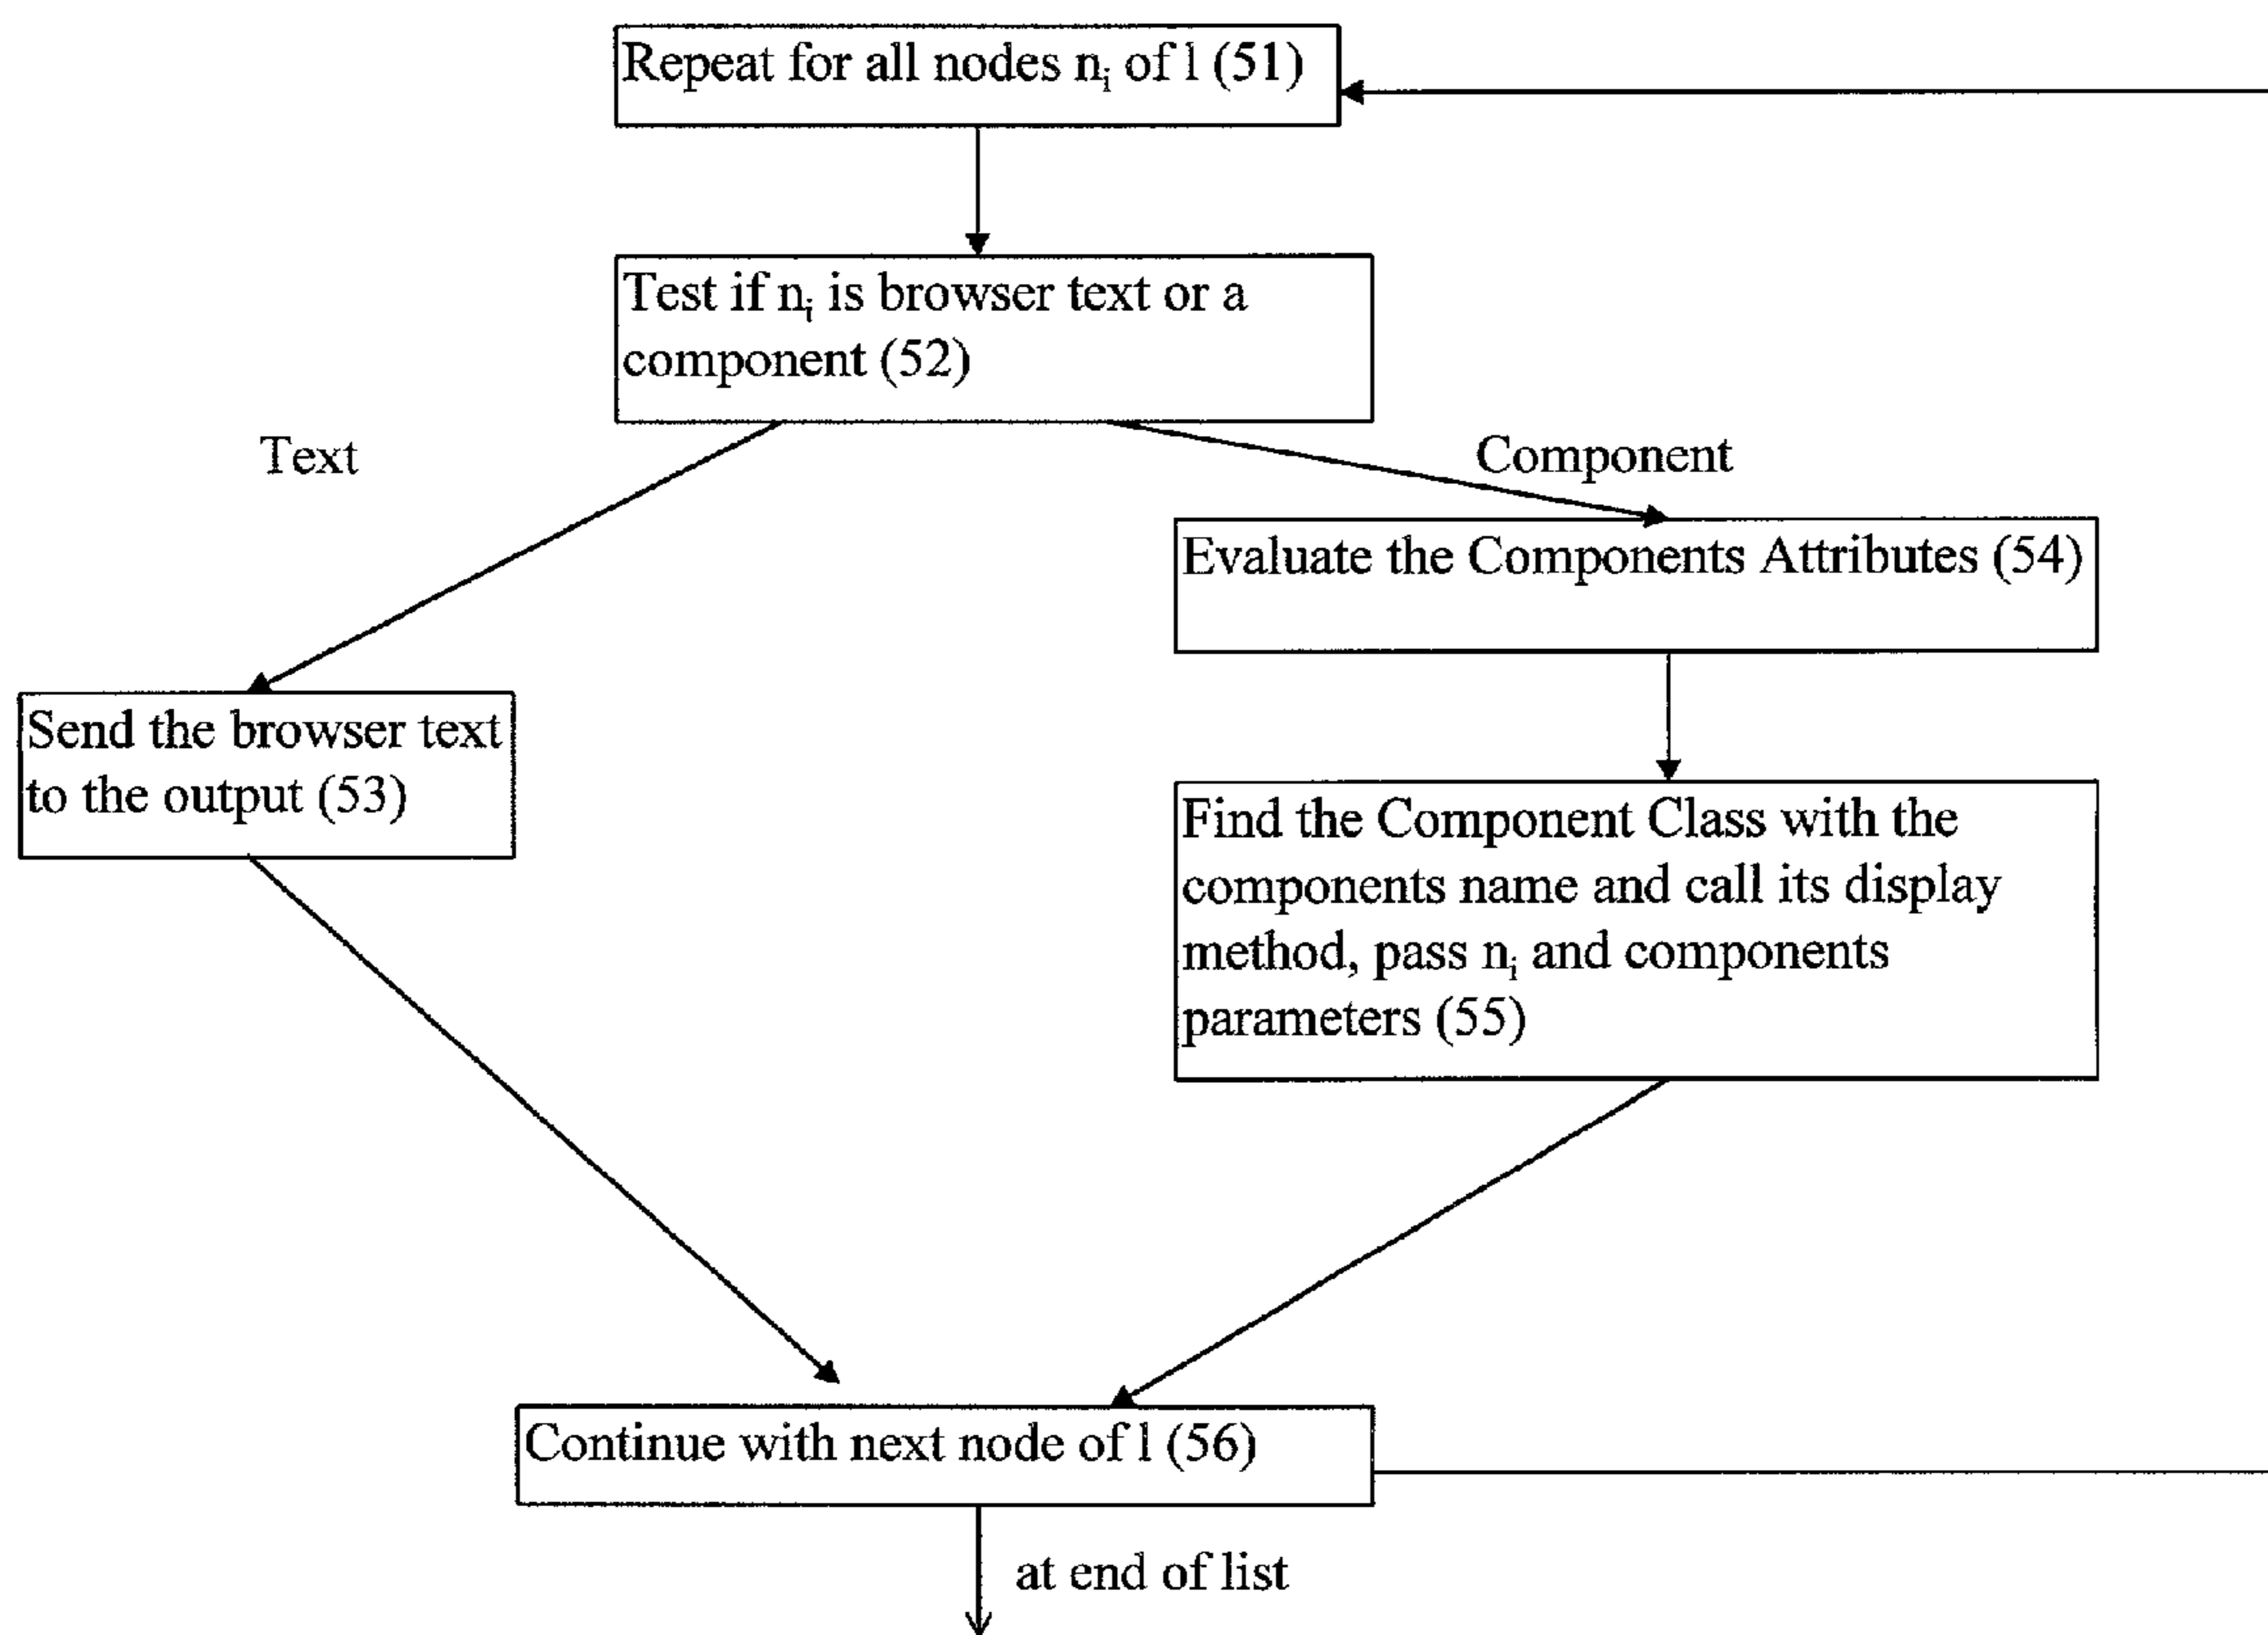 Repeat for all nodes nᵢ of l (51)
Test if nᵢ is browser text or a
component (52)
Text
Component
Evaluate the Components Attributes (54)
Send the browser text
to the output (53)
Find the Component Class with the
components name and call its display
method, pass nᵢ and components
parameters (55)
Continue with next node of l (56)
at end of list